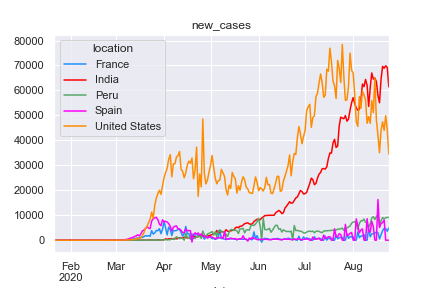 new_cases
location
France
India
Peru
Spain
United States
80000
70000
60000
50000
40000
30000
20000
10000
0
Feb Mar Apr May Jun Jul Aug
2020